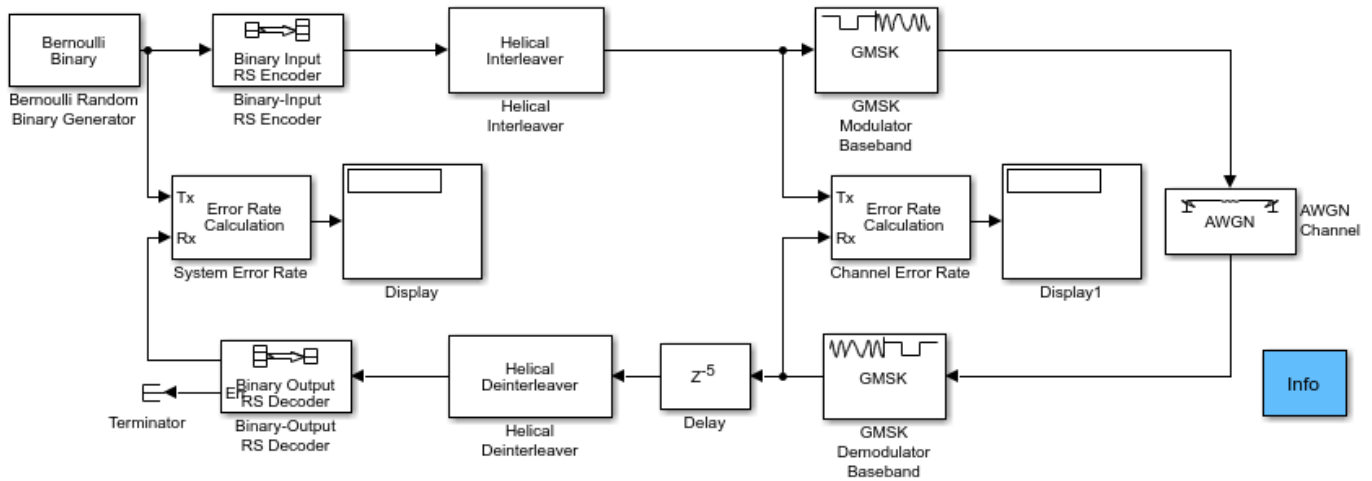 Bernoulli
Binary
Bernoulli Random
Binary Generator
Binary Input
RS Encoder
Binary-Input
RS Encoder
Helical
Interleaver
Helical
Interleaver
GMSK
GMSK
Modulator
Baseband
Tx
Rx
Error Rate
Calculation
System Error Rate
Display
Tx
Rx
Error Rate
Calculation
Channel Error Rate
Display1
AWGN
AWGN
Channel
Terminator
Err
Binary Output
RS Decoder
Binary-Output
RS Decoder
Helical
Deinterleaver
Helical
Deinterleaver
Z-5
Delay
GMSK
GMSK
Demodulator
Baseband
Info